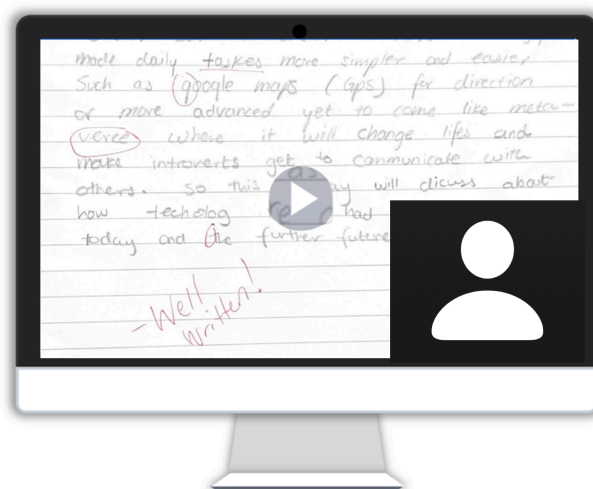 made daily taskes more simpler and easier
Such as google maps (Gps) for direction
or more advanced yet to come like meta-
veree where it will change lifes and
make introverts get to communicate with
others. so this will dicuss about
how techolog had
today and the further future
-Well
written!